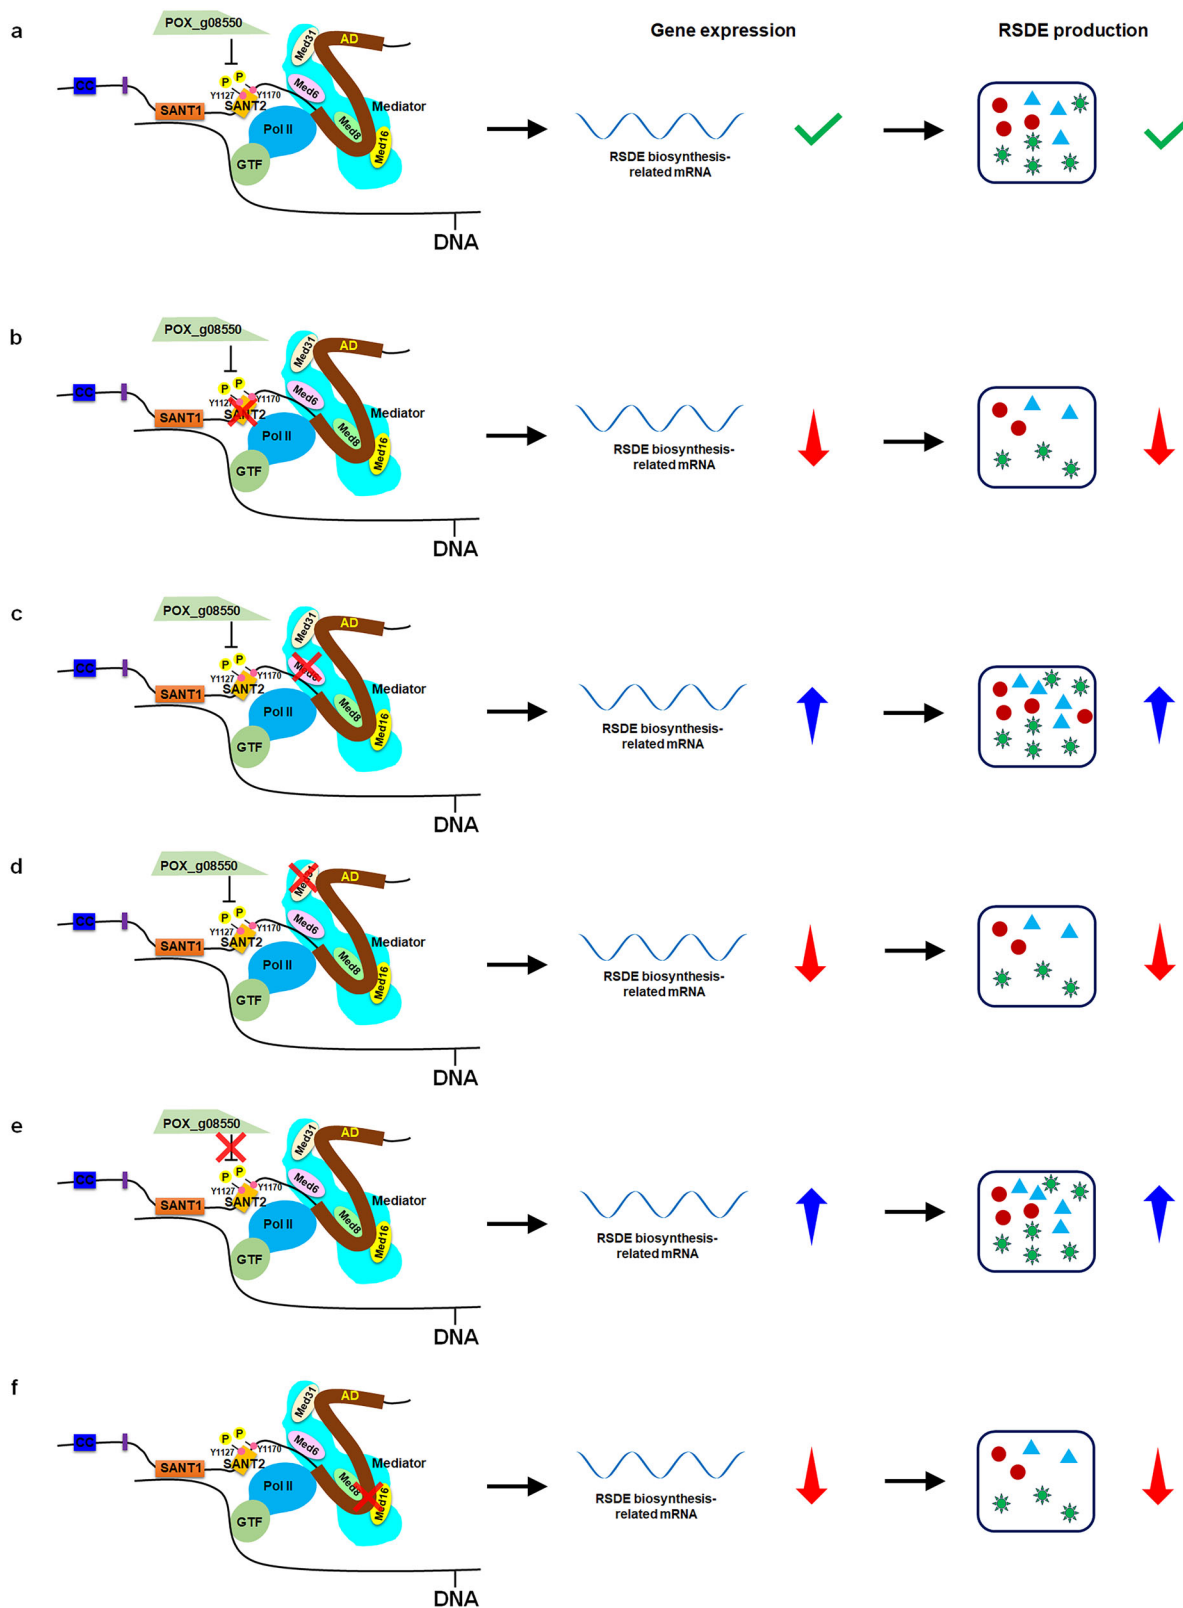 a
Gene expression
RSDE production
POX_g08550
Med31
AD
CC
P
P
Y1127
Y1170
SANT1
SANT2
Med6
Mediator
Pol II
Med8
Med16
GTF
RSDE biosynthesis-
related mRNA
DNA
b
POX_g08550
Med31
AD
CC
P
P
Y1127
Y1170
SANT1
SANT2
Med6
Mediator
Pol II
Med8
Med16
GTF
RSDE biosynthesis-
related mRNA
DNA
c
POX_g08550
Med31
AD
CC
P
P
Y1127
Y1170
SANT1
SANT2
Med6
Mediator
Pol II
Med8
Med16
GTF
RSDE biosynthesis-
related mRNA
DNA
d
POX_g08550
Med31
AD
CC
P
P
Y1127
Y1170
SANT1
SANT2
Med6
Mediator
Pol II
Med8
Med16
GTF
RSDE biosynthesis-
related mRNA
DNA
e
POX_g08550
Med31
AD
CC
P
P
Y1127
Y1170
SANT1
SANT2
Med6
Mediator
Pol II
Med8
Med16
GTF
RSDE biosynthesis-
related mRNA
DNA
f
Med31
AD
CC
P
P
Y1127
Y1170
SANT1
SANT2
Med6
Mediator
Pol II
Med8
Med16
GTF
RSDE biosynthesis-
related mRNA
DNA